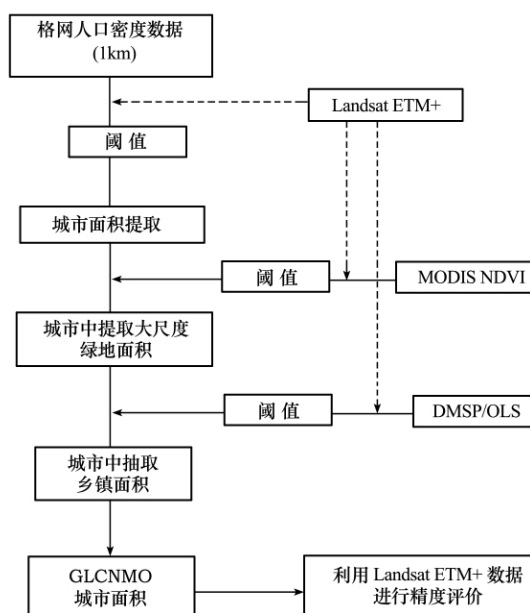 格网人口密度数据
(1km)
Landsat ETM+
阈 值
城市面积提取
阈 值
MODIS NDVI
城市中提取大尺度
绿地面积
阈 值
DMSP/OLS
城市中抽取
乡镇面积
GLCNMO
城市面积
利用 Landsat ETM+ 数据
进行精度评价